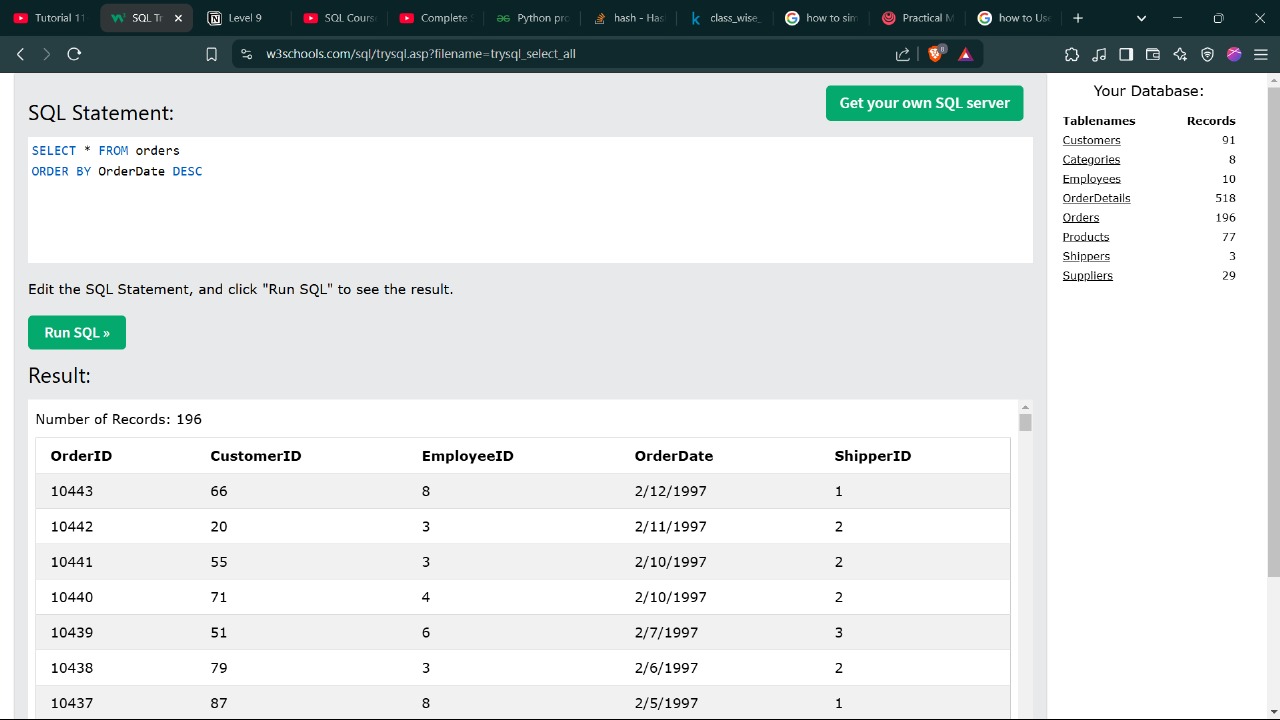 Tutorial 11
SQL Tr
Level 9
SQL Course
Complete
Python pro
hash - Has
class_wise_
how to sim
Practical M
how to Use
w3schools.com/sql/trysql.asp?filename=trysql_select_all
8
SQL Statement:
Get your own SQL server
SELECT * FROM orders
ORDER BY OrderDate DESC
Edit the SQL Statement, and click "Run SQL" to see the result.
Run SQL »
Result:
Number of Records: 196
OrderID CustomerID EmployeeID OrderDate ShipperID
10443 66 8 2/12/1997 1
10442 20 3 2/11/1997 2
10441 55 3 2/10/1997 2
10440 71 4 2/10/1997 2
10439 51 6 2/7/1997 3
10438 79 3 2/6/1997 2
10437 87 8 2/5/1997 1
Your Database:
Tablenames Records
Customers 91
Categories 8
Employees 10
OrderDetails 518
Orders 196
Products 77
Shippers 3
Suppliers 29